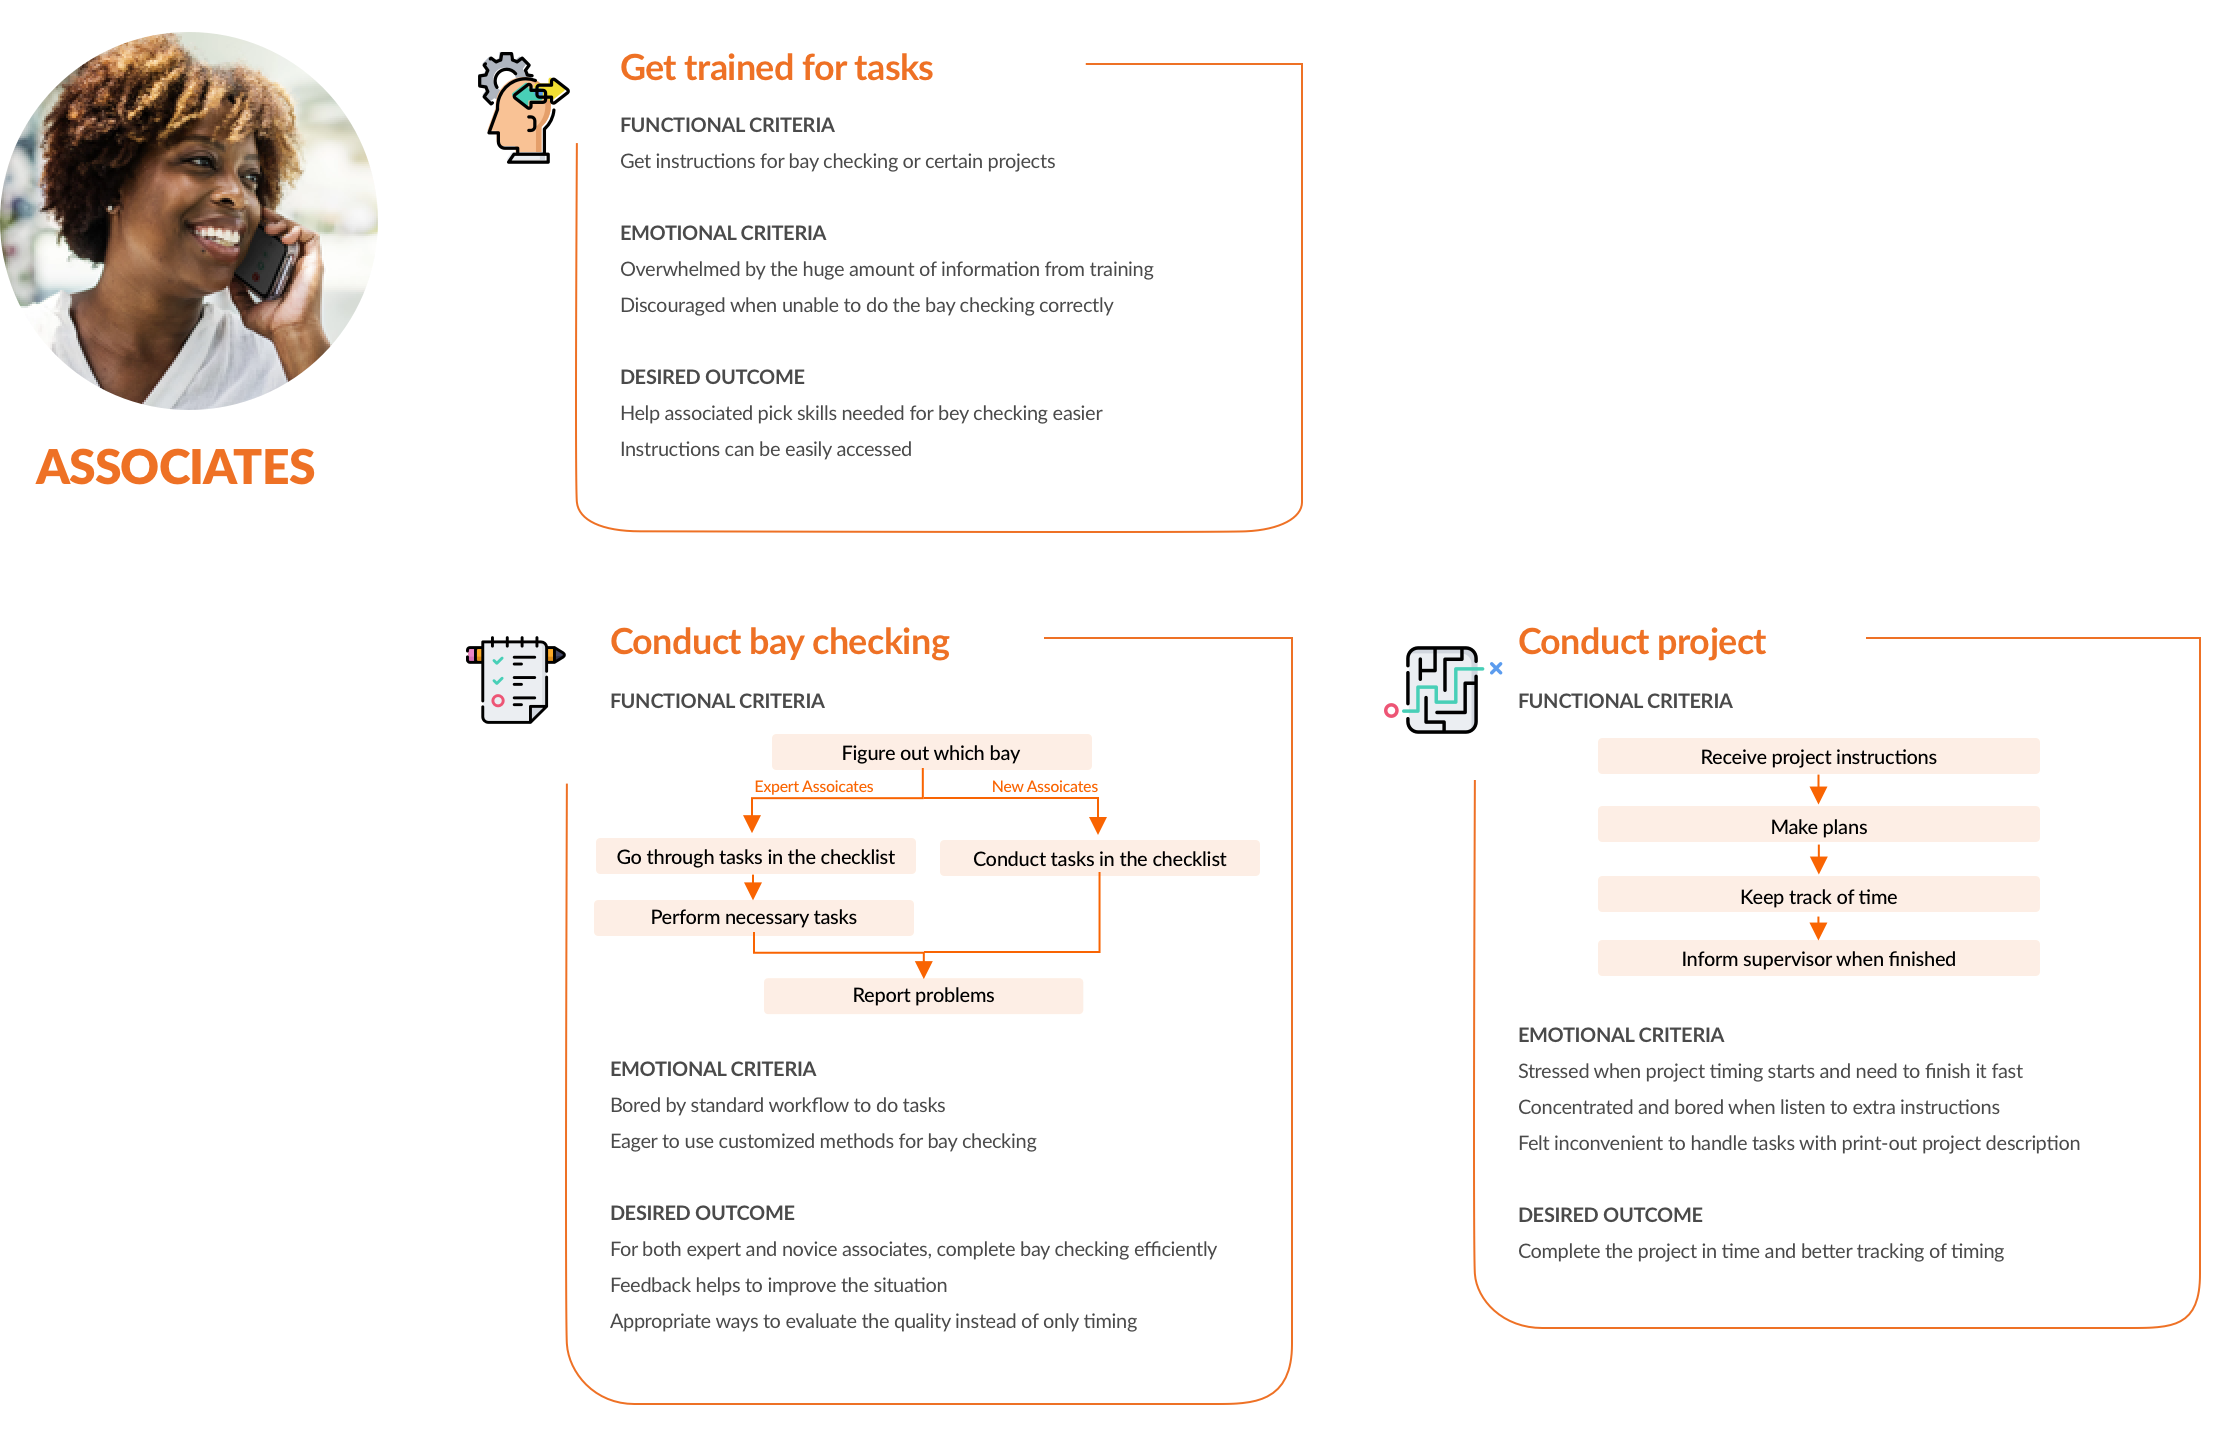 ASSOCIATES
Get trained for tasks
FUNCTIONAL CRITERIA
Get instructions for bay checking or certain projects
EMOTIONAL CRITERIA
Overwhelmed by the huge amount of information from training
Discouraged when unable to do the bay checking correctly
DESIRED OUTCOME
Help associated pick skills needed for bey checking easier
Instructions can be easily accessed
Conduct bay checking
FUNCTIONAL CRITERIA
Figure out which bay
Expert Assoicates
New Assoicates
Go through tasks in the checklist
Conduct tasks in the checklist
Perform necessary tasks
Report problems
EMOTIONAL CRITERIA
Bored by standard workflow to do tasks
Eager to use customized methods for bay checking
DESIRED OUTCOME
For both expert and novice associates, complete bay checking efficiently
Feedback helps to improve the situation
Appropriate ways to evaluate the quality instead of only timing
Conduct project
FUNCTIONAL CRITERIA
Receive project instructions
Make plans
Keep track of time
Inform supervisor when finished
EMOTIONAL CRITERIA
Stressed when project timing starts and need to finish it fast
Concentrated and bored when listen to extra instructions
Felt inconvenient to handle tasks with print-out project description
DESIRED OUTCOME
Complete the project in time and better tracking of timing